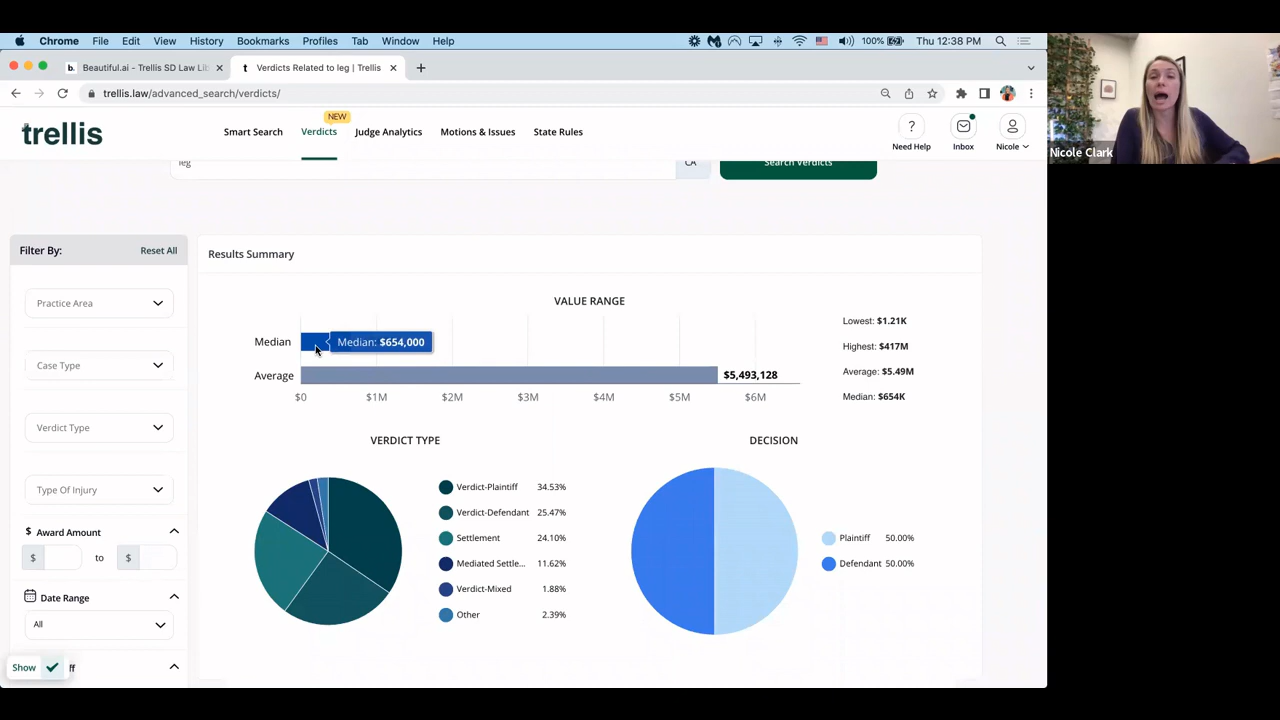 Chrome File Edit View History Bookmarks Profiles Tab Window Help 100% Thu 12:38 PM
b. Beautiful.ai - Trellis SD Law Lib
t Verdicts Related to leg | Trellis
trellis.law/advanced_search/verdicts/
trellis
Smart Search
NEW
Verdicts
Judge Analytics
Motions & Issues
State Rules
?
Need Help
Inbox
Nicole
Nicole Clark
leg
CA
Search Verdicts
Filter By:
Reset All
Practice Area
Case Type
Verdict Type
Type Of Injury
$ Award Amount
$ to $
Date Range
All
Show
ff
Results Summary
VALUE RANGE
Median
Median: $654,000
Average
$5,493,128
$0 $1M $2M $3M $4M $5M $6M
Lowest: $1.21K
Highest: $417M
Average: $5.49M
Median: $654K
VERDICT TYPE
Verdict-Plaintiff 34.53%
Verdict-Defendant 25.47%
Settlement 24.10%
Mediated Settle... 11.62%
Verdict-Mixed 1.88%
Other 2.39%
DECISION
Plaintiff 50.00%
Defendant 50.00%